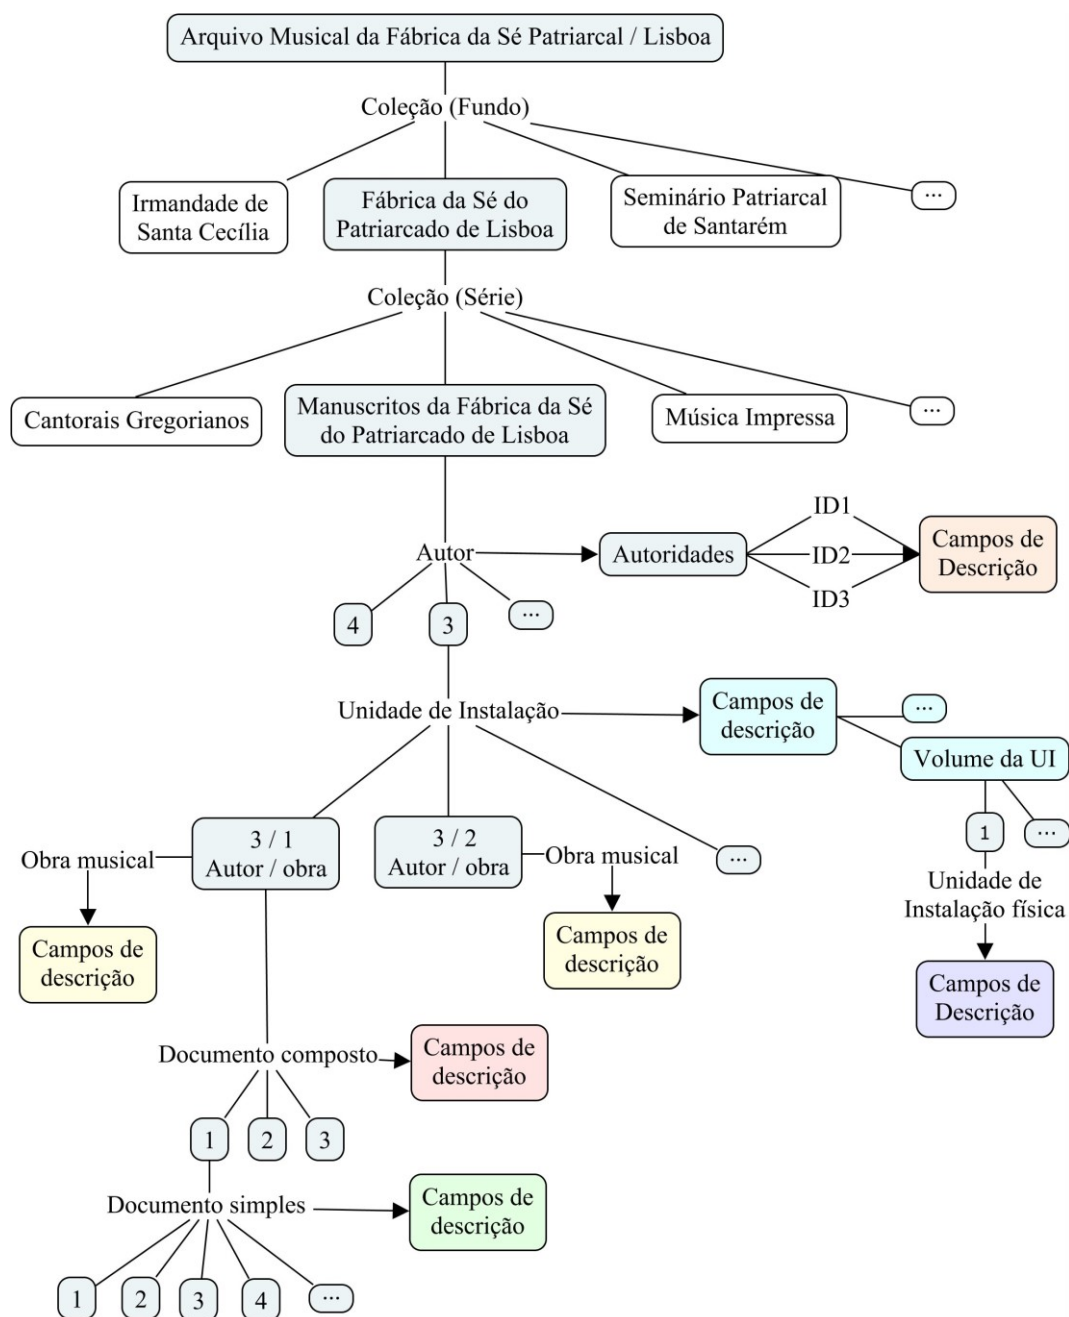 Arquivo Musical da Fábrica da Sé Patriarcal / Lisboa
Coleção (Fundo)
Irmandade de
Santa Cecília
Fábrica da Sé do
Patriarcado de Lisboa
Seminário Patriarcal
de Santarém
...
Coleção (Série)
Cantorais Gregorianos
Manuscritos da Fábrica da Sé
do Patriarcado de Lisboa
Música Impressa
...
Autor
Autoridades
ID1
ID2
ID3
Campos de
Descrição
4
3
...
Unidade de Instalação
Campos de
descrição
...
Volume da UI
1
...
Unidade de
Instalação física
Campos de
Descrição
3 / 1
Autor / obra
3 / 2
Autor / obra
...
Obra musical
Campos de
descrição
Obra musical
Campos de
descrição
Documento composto
Campos de
descrição
1
2
3
Documento simples
Campos de
descrição
1
2
3
4
...